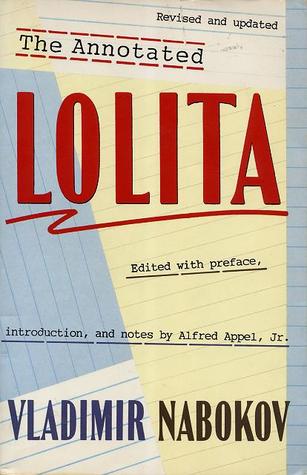 Revised and updated
The Annotated
LOLITA
Edited with preface,
introduction, and notes by Alfred Appel, Jr.
VLADIMIR NABOKOV